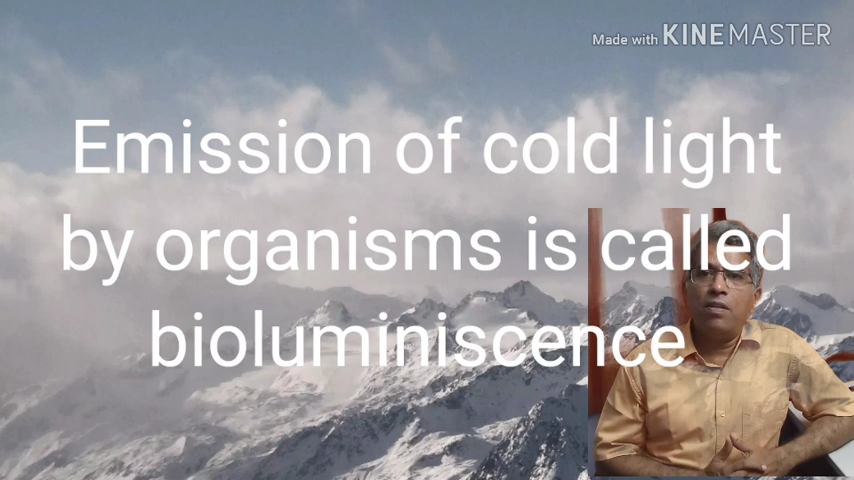 Made with KINEMASTER
Emission of cold light
by organisms is called
bioluminiscence